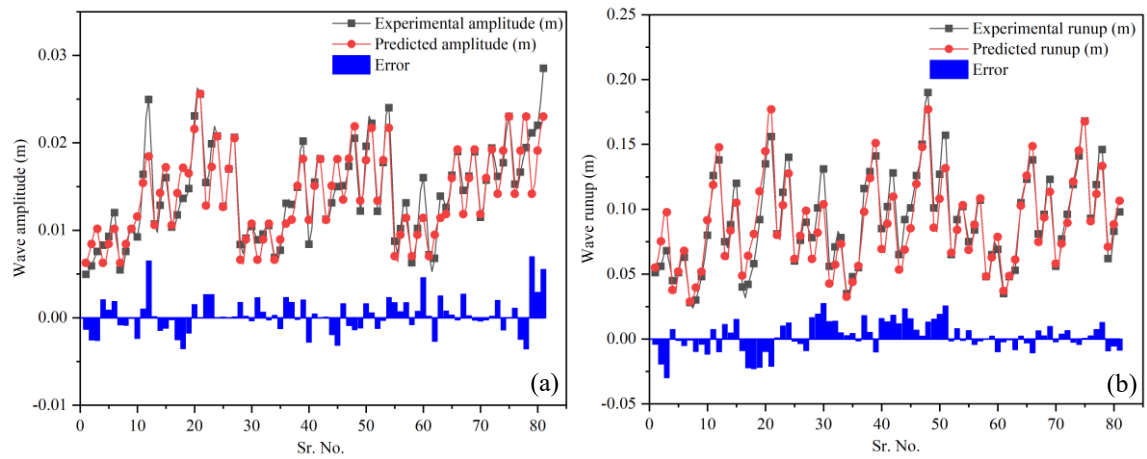 Experimental amplitude (m)
Predicted amplitude (m)
Error
0.03
0.02
0.01
0.00
-0.01
Wave amplitude (m)
0 10 20 30 40 50 60 70 80
Sr. No.
(a)
Experimental runup (m)
Predicted runup (m)
Error
0.25
0.20
0.15
0.10
0.05
0.00
-0.05
Wave runup (m)
0 10 20 30 40 50 60 70 80
Sr. No.
(b)